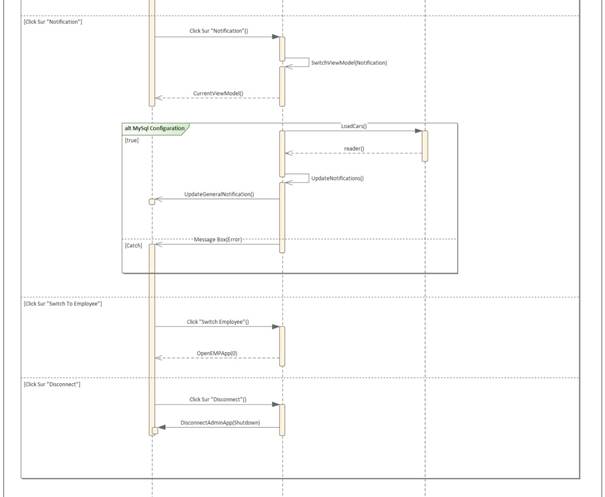 [Click Sur "Notification"]
Click Sur "Notification"()
SwitchViewModel(Notification)
CurrentViewModel()
alt MySql Configuration
LoadCars()
[true]
reader()
UpdateNotifications()
UpdateGeneralNotification()
Message Box(Error)
[Catch]
[Click Sur "Switch To Employee"]
Click "Switch Employee"()
OpenEMPApp(0)
[Click Sur "Disconnect"]
Click Sur "Disconnect"()
DisconnectAdminApp(Shutdown)